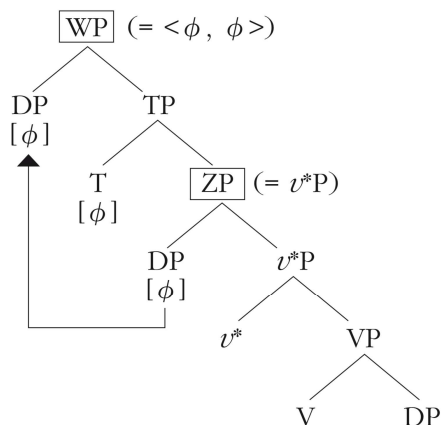 WP (= <ϕ, ϕ>)
DP TP
[ϕ]
T ZP (= v*P)
[ϕ]
DP v*P
[ϕ]
v* VP
V DP